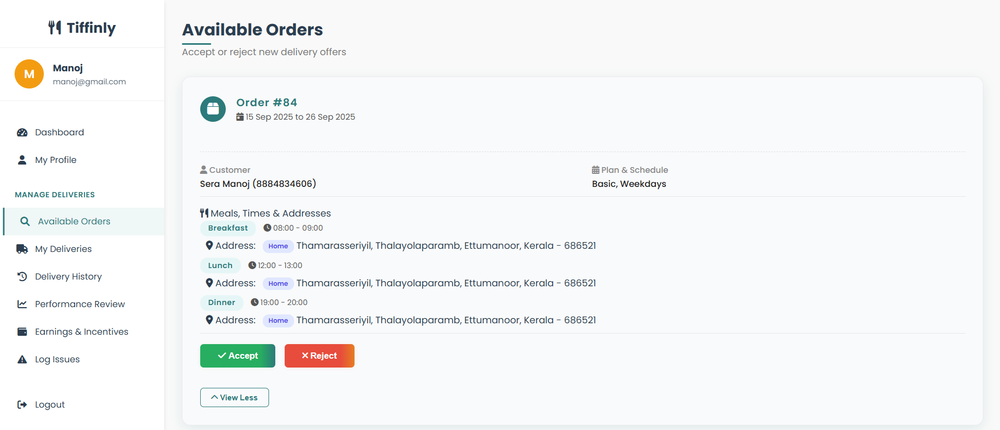 Tiffinly
M
Manoj
manoj@gmail.com
Dashboard
My Profile
MANAGE DELIVERIES
Available Orders
My Deliveries
Delivery History
Performance Review
Earnings & Incentives
Log Issues
Logout
Available Orders
Accept or reject new delivery offers
Order #84
15 Sep 2025 to 26 Sep 2025
Customer
Sera Manoj (8884834606)
Plan & Schedule
Basic, Weekdays
Meals, Times & Addresses
Breakfast 08:00 - 09:00
Address: Home Thamarasseriyil, Thalayolaparamb, Ettumanoor, Kerala - 686521
Lunch 12:00 - 13:00
Address: Home Thamarasseriyil, Thalayolaparamb, Ettumanoor, Kerala - 686521
Dinner 19:00 - 20:00
Address: Home Thamarasseriyil, Thalayolaparamb, Ettumanoor, Kerala - 686521
Accept Reject
View Less